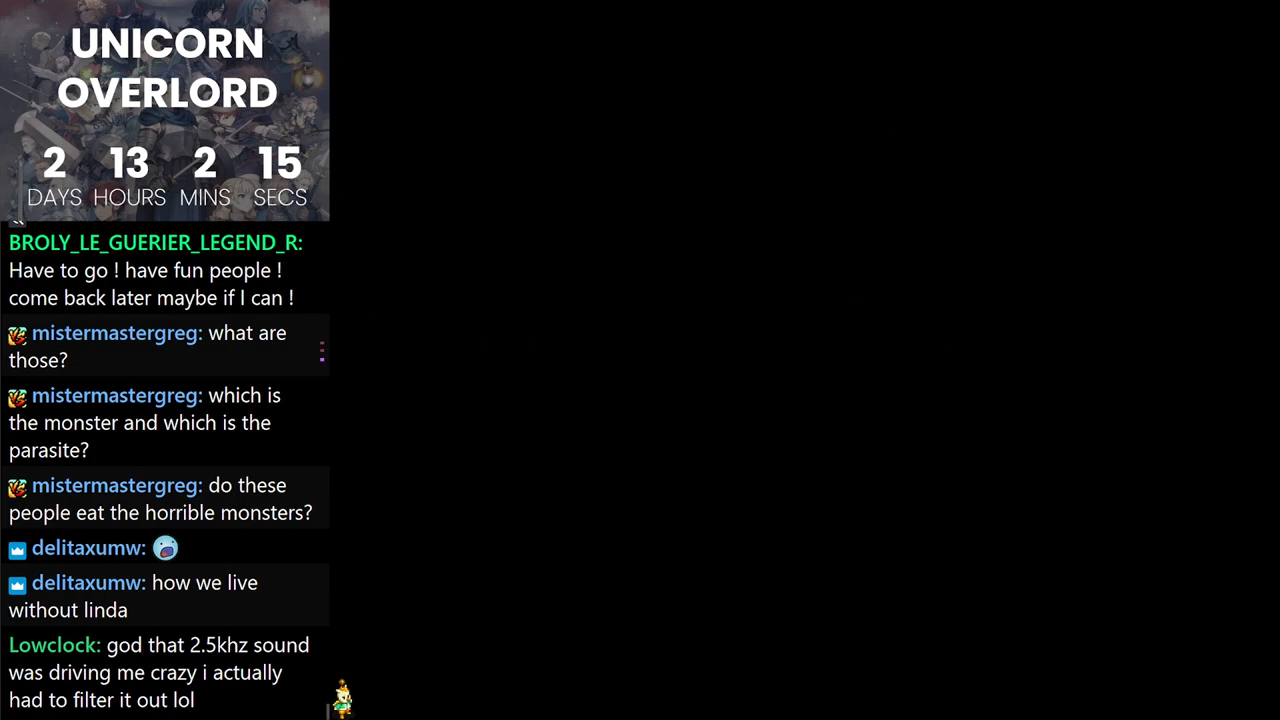 UNICORN
OVERLORD
2 13 2 15
DAYS HOURS MINS SECS
BROLY_LE_GUERIER_LEGEND_R:
Have to go ! have fun people !
come back later maybe if I can !
mistermastergreg: what are
those?
mistermastergreg: which is
the monster and which is the
parasite?
mistermastergreg: do these
people eat the horrible monsters?
delitaxumw:
delitaxumw: how we live
without linda
Lowclock: god that 2.5khz sound
was driving me crazy i actually
had to filter it out lol